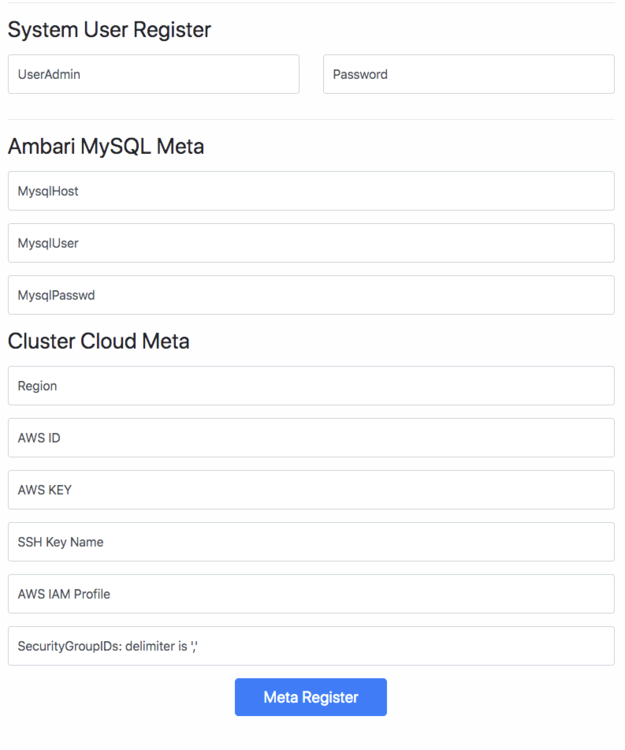 System User Register
UserAdmin Password
Ambari MySQL Meta
MysqlHost
MysqlUser
MysqlPasswd
Cluster Cloud Meta
Region
AWS ID
AWS KEY
SSH Key Name
AWS IAM Profile
SecurityGroupIDs: delimiter is ','
Meta Register